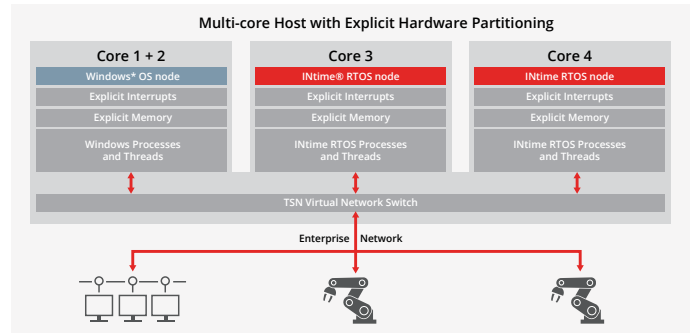 Multi-core Host with Explicit Hardware Partitioning
Core 1 + 2
Windows* OS node
Explicit Interrupts
Explicit Memory
Windows Processes
and Threads
Core 3
INtime® RTOS node
Explicit Interrupts
Explicit Memory
INtime RTOS Processes
and Threads
Core 4
INtime RTOS node
Explicit Interrupts
Explicit Memory
INtime RTOS Processes
and Threads
TSN Virtual Network Switch
Enterprise Network